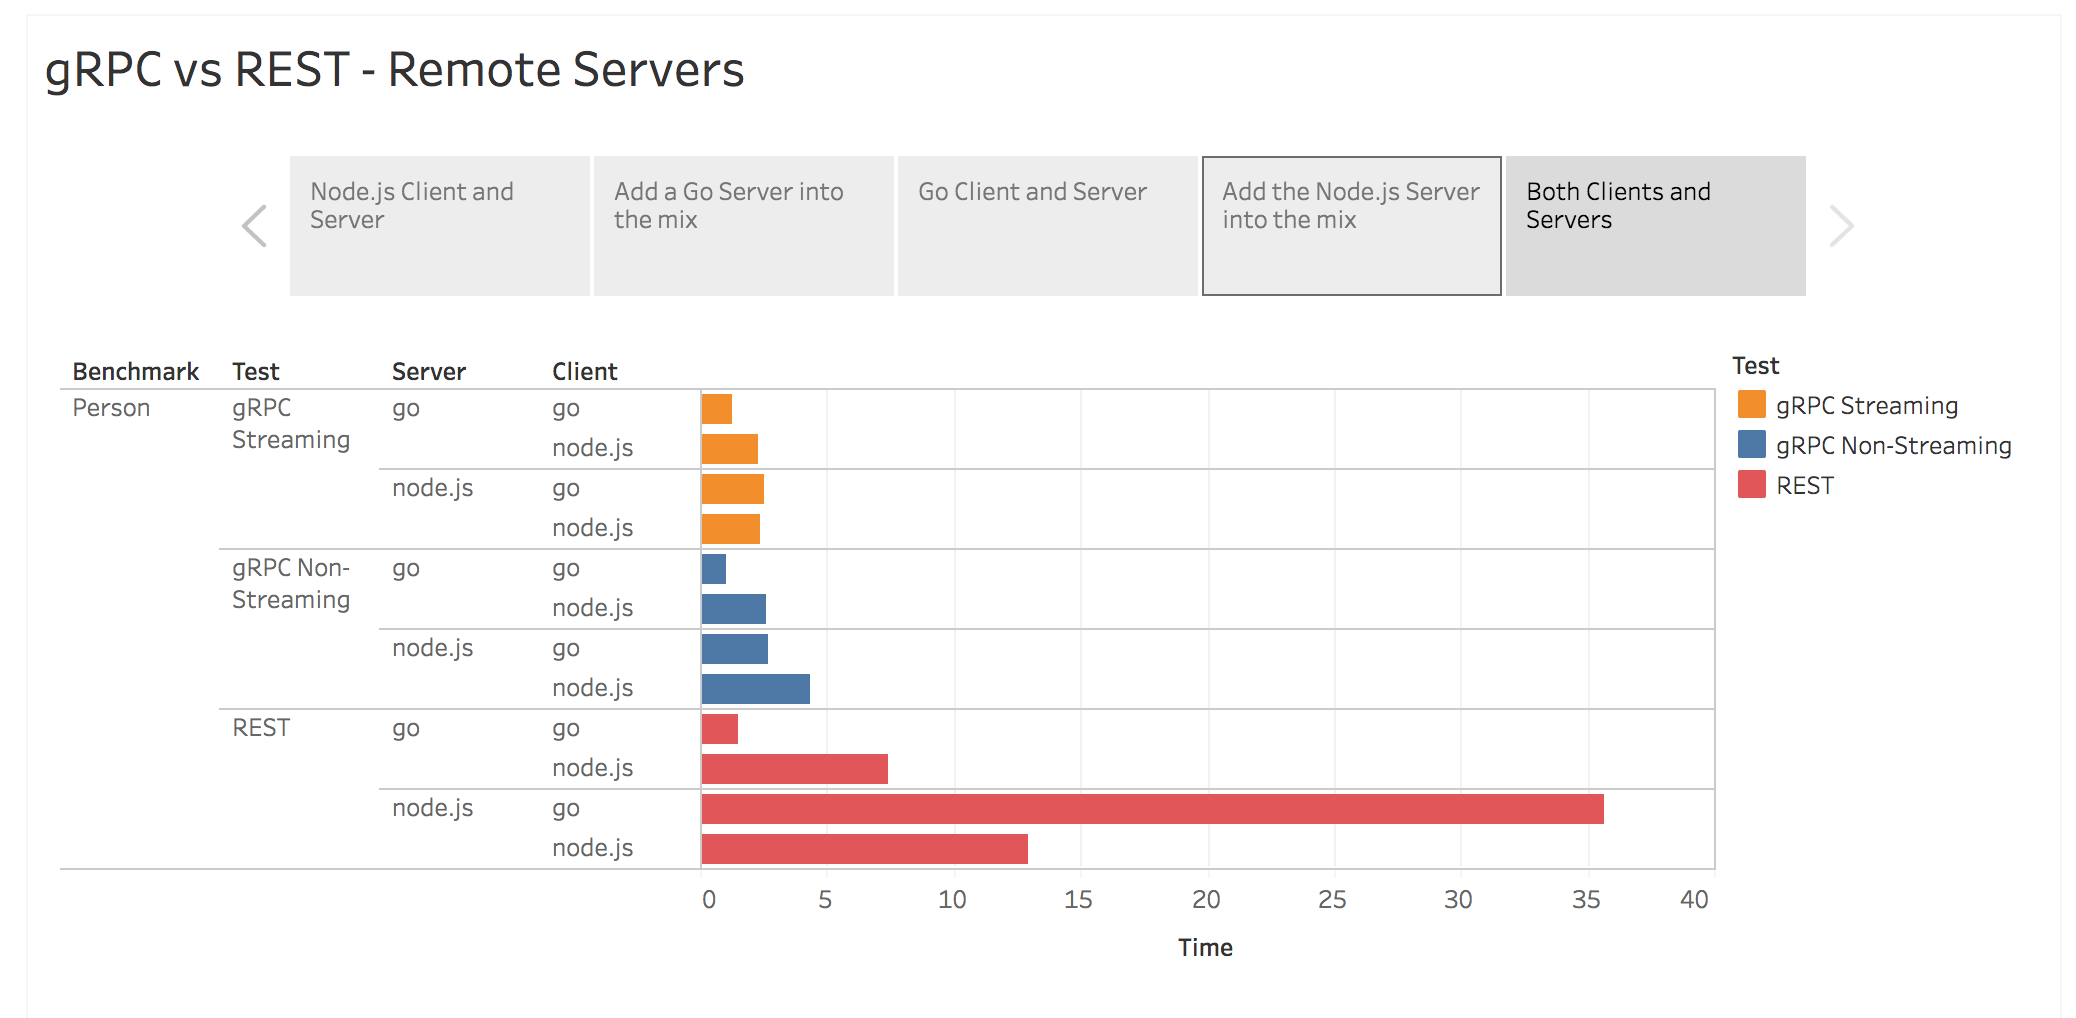 gRPC vs REST - Remote Servers
Node.js Client and
Server
Add a Go Server into
the mix
Go Client and Server
Add the Node.js Server
into the mix
Both Clients and
Servers
Benchmark Test Server Client
Person gRPC go go
Streaming node.js
node.js go
node.js
gRPC Non- go go
Streaming node.js
node.js go
node.js
REST go go
node.js
node.js go
node.js
0 5 10 15 20 25 30 35 40
Time
Test
gRPC Streaming
gRPC Non-Streaming
REST